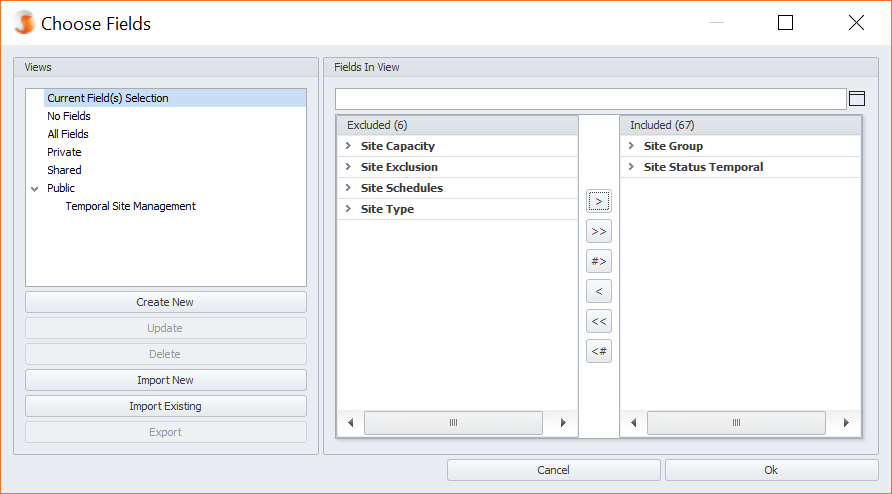 Choose Fields
Views
Current Field(s) Selection
No Fields
All Fields
Private
Shared
Public
Temporal Site Management
Create New
Update
Delete
Import New
Import Existing
Export
Fields In View
Excluded (6)
Site Capacity
Site Exclusion
Site Schedules
Site Type
>
>>
#>
<
<<
<#
Included (67)
Site Group
Site Status Temporal
Cancel
Ok